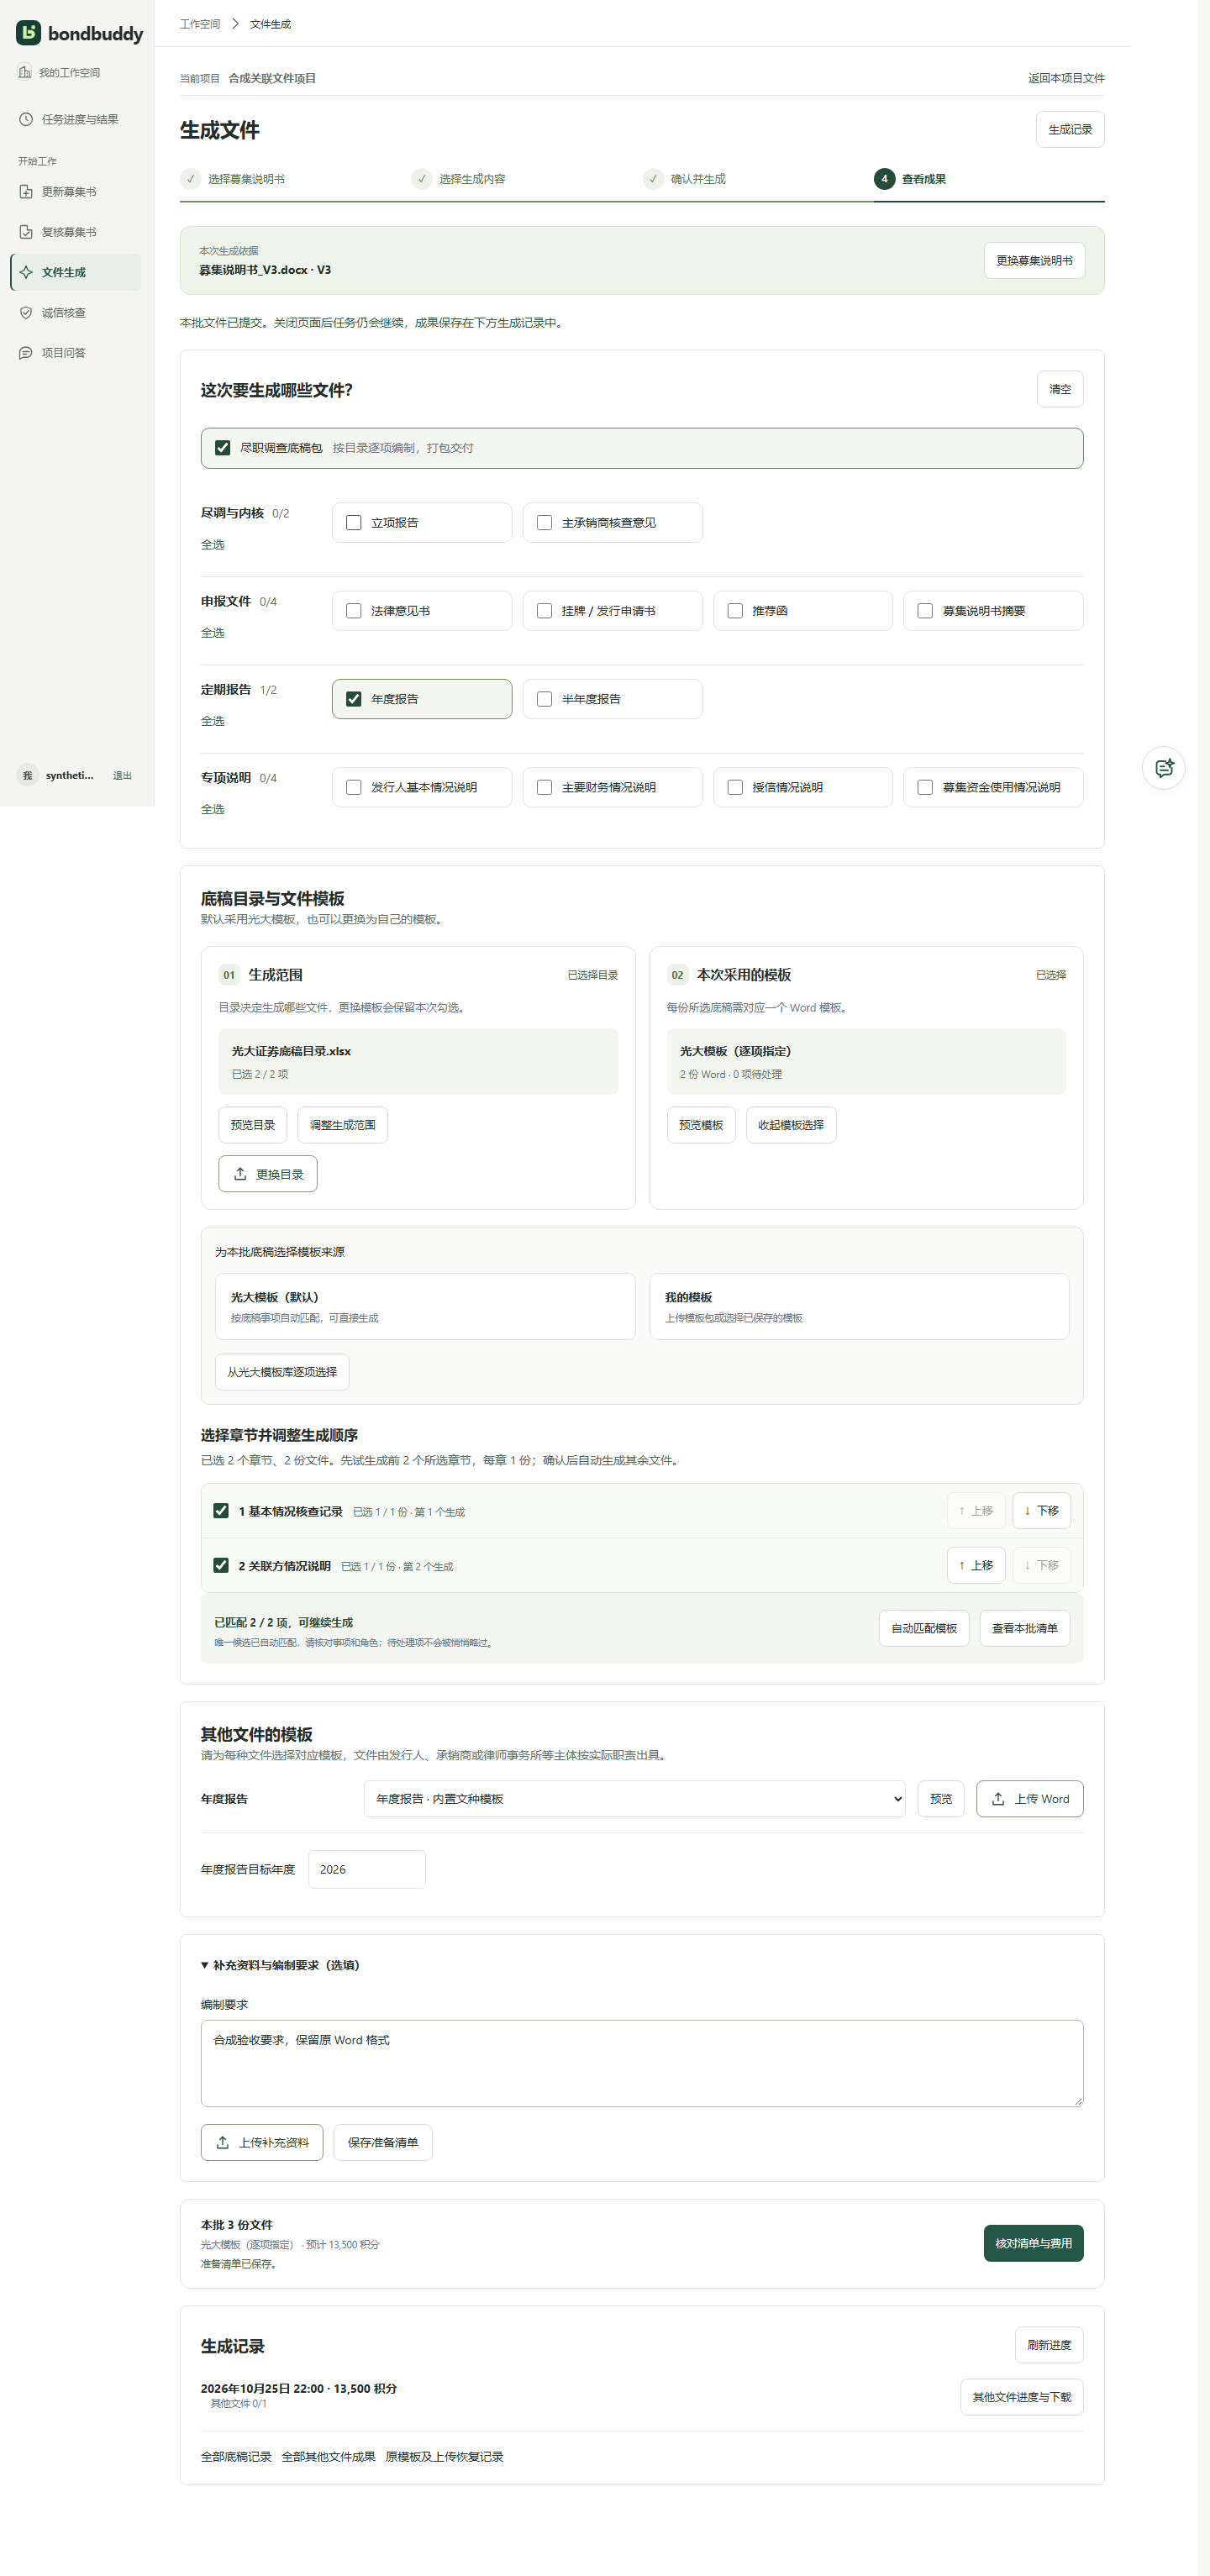 bondbuddy
我的工作空间
任务进度与结果
开始工作
更新募集书
复核募集书
文件生成
诚信核查
项目问答
我 syntheti... 退出
工作空间 > 文件生成
当前项目 合成关联文件项目 返回本项目文件
生成文件 生成记录
✓ 选择募集说明书 ✓ 选择生成内容 ✓ 确认并生成 4 查看成果
本次生成依据
募集说明书_V3.docx · V3
更换募集说明书
本批文件已提交。关闭页面后任务仍会继续，成果保存在下方生成记录中。
这次要生成哪些文件？ 清空
尽职调查底稿包 按目录逐项编制，打包交付
尽调与内核 0/2 立项报告 主承销商核查意见
全选
申报文件 0/4 法律意见书 挂牌 / 发行申请书 推荐函 募集说明书摘要
全选
定期报告 1/2 年度报告 半年度报告
全选
专项说明 0/4 发行人基本情况说明 主要财务情况说明 授信情况说明 募集资金使用情况说明
全选
底稿目录与文件模板
默认采用光大模板，也可以更换为自己的模板。
01 生成范围 已选择目录
目录决定生成哪些文件，更换模板会保留本次勾选。
光大证券底稿目录.xlsx
已选 2 / 2 项
预览目录 调整生成范围
更换目录
02 本次采用的模板 已选择
每份所选底稿需对应一个 Word 模板。
光大模板（逐项指定）
2 份 Word · 0 项待处理
预览模板 收起模板选择
为本批底稿选择模板来源
光大模板（默认）
按底稿事项自动匹配，可直接生成
我的模板
上传模板包或选择已保存的模板
从光大模板库逐项选择
选择章节并调整生成顺序
已选 2 个章节、2 份文件。先试生成前 2 个所选章节，每章 1 份；确认后自动生成其余文件。
1 基本情况核查记录 已选 1 / 1 份 · 第 1 个生成 ↑ 上移 ↓ 下移
2 关联方情况说明 已选 1 / 1 份 · 第 2 个生成 ↑ 上移 ↓ 下移
已匹配 2 / 2 项，可继续生成
唯一候选已自动匹配，请核对事项和角色；待处理项不会被悄悄略过。
自动匹配模板 查看本批清单
其他文件的模板
请为每种文件选择对应模板，文件由发行人、承销商或律师事务所等主体按实际职责出具。
年度报告 年度报告 · 内置文种模板 预览 上传 Word
年度报告目标年度 2026
▼ 补充资料与编制要求（选填）
编制要求
合成验收要求，保留原 Word 格式
上传补充资料 保存准备清单
本批 3 份文件
光大模板（逐项指定） · 预计 13,500 积分
准备清单已保存。
核对清单与费用
生成记录 刷新进度
2026年10月25日 22:00 · 13,500 积分
其他文件 0/1
其他文件进度与下载
全部底稿记录 全部其他文件成果 原模板及上传恢复记录